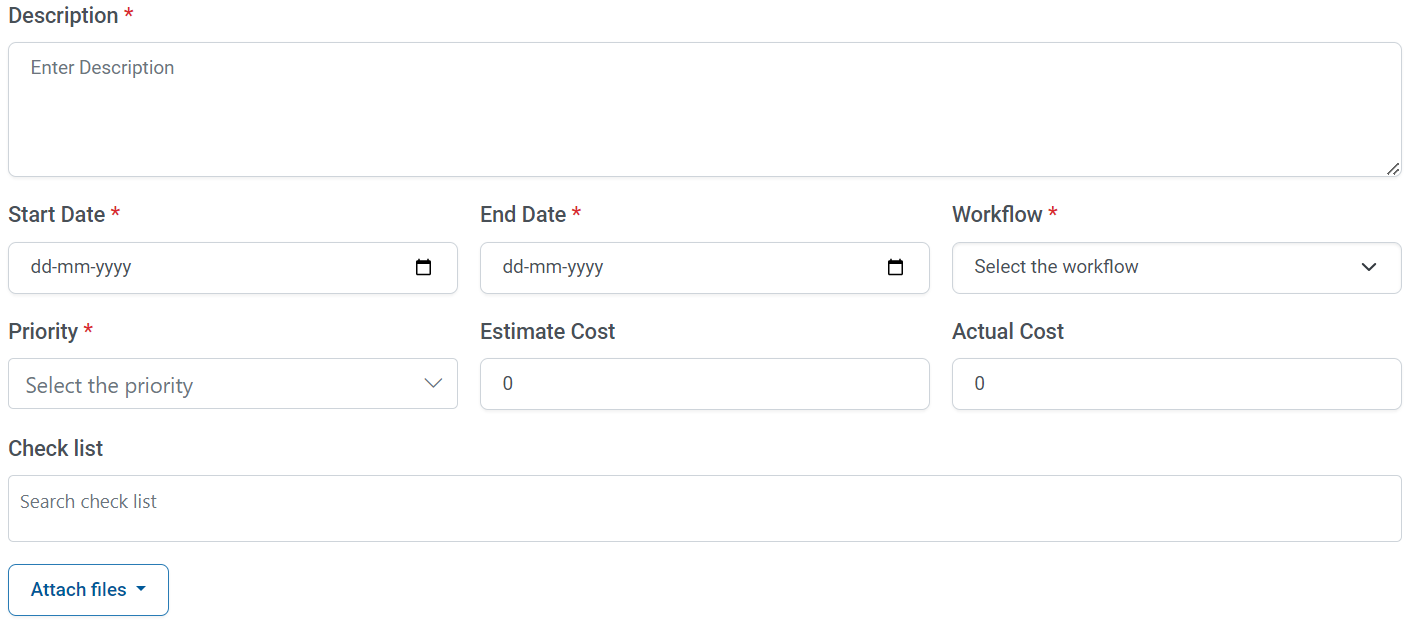 Description *
Enter Description
Start Date * End Date * Workflow *
dd-mm-yyyy dd-mm-yyyy Select the workflow
Priority * Estimate Cost Actual Cost
Select the priority 0 0
Check list
Search check list
Attach files